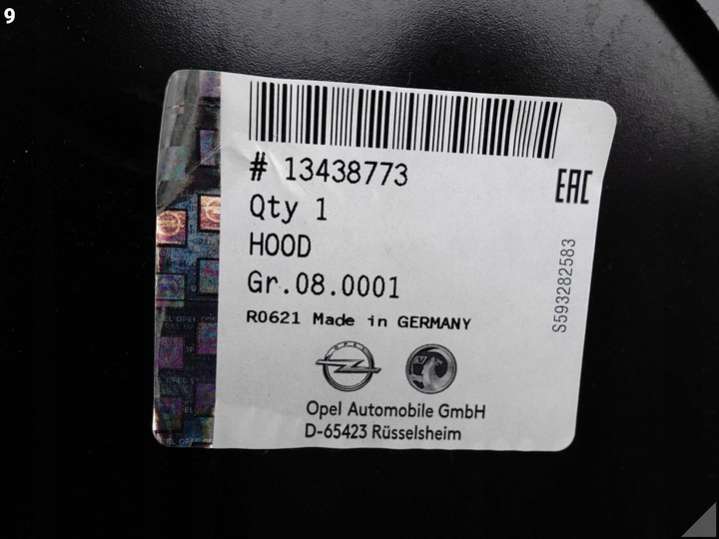 9
# 13438773
Qty 1
HOOD
Gr.08.0001
R0621 Made in GERMANY
EAC
S593282583
OPEL
Opel Automobile GmbH
D-65423 Rüsselsheim